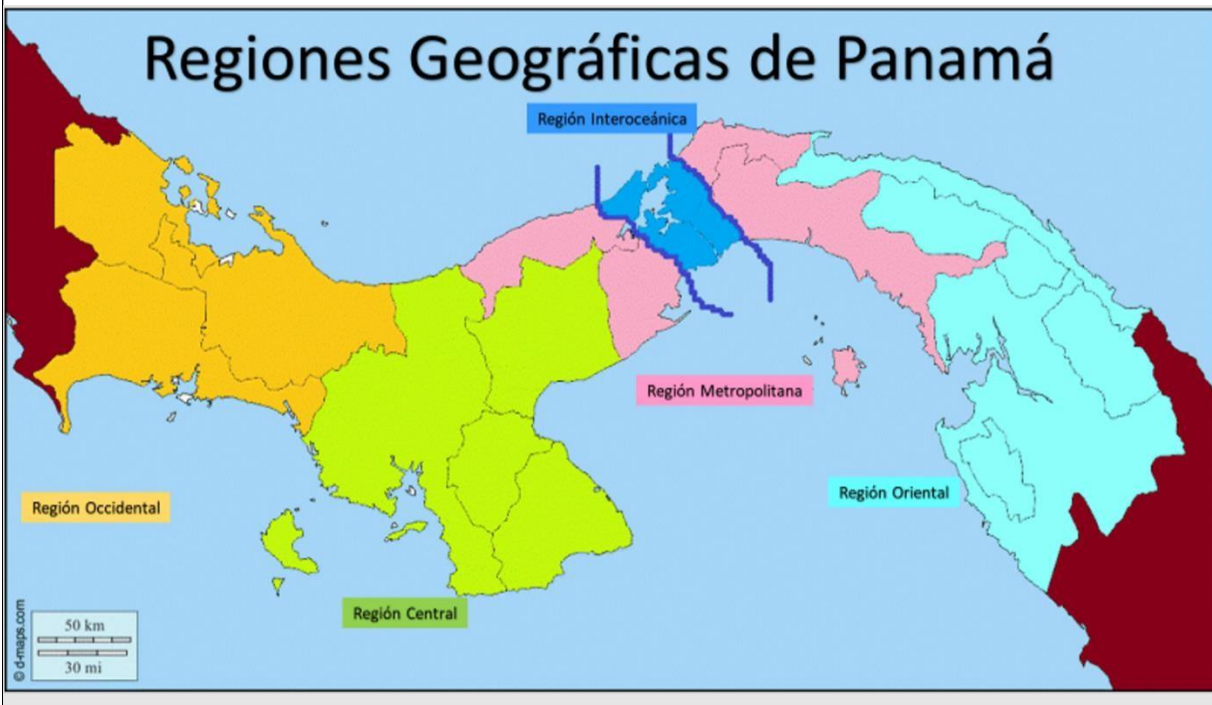 Regiones Geográficas de Panamá
Región Interoceánica
Región Metropolitana
Región Oriental
Región Occidental
Región Central
50 km
30 mi
© d-maps.com